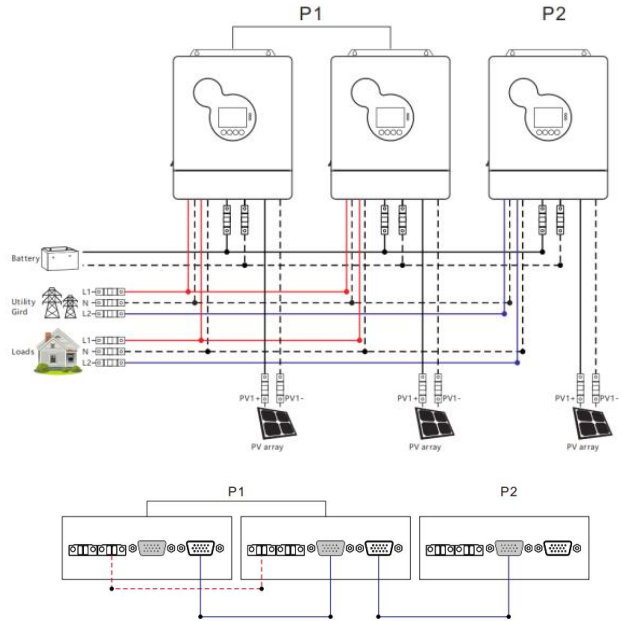 P1 P2
Battery
L1
Utility N
Gird L2
L1
Loads N
L2
PV1+ PV1- PV1+ PV1- PV1+ PV1-
PV array PV array PV array
P1 P2